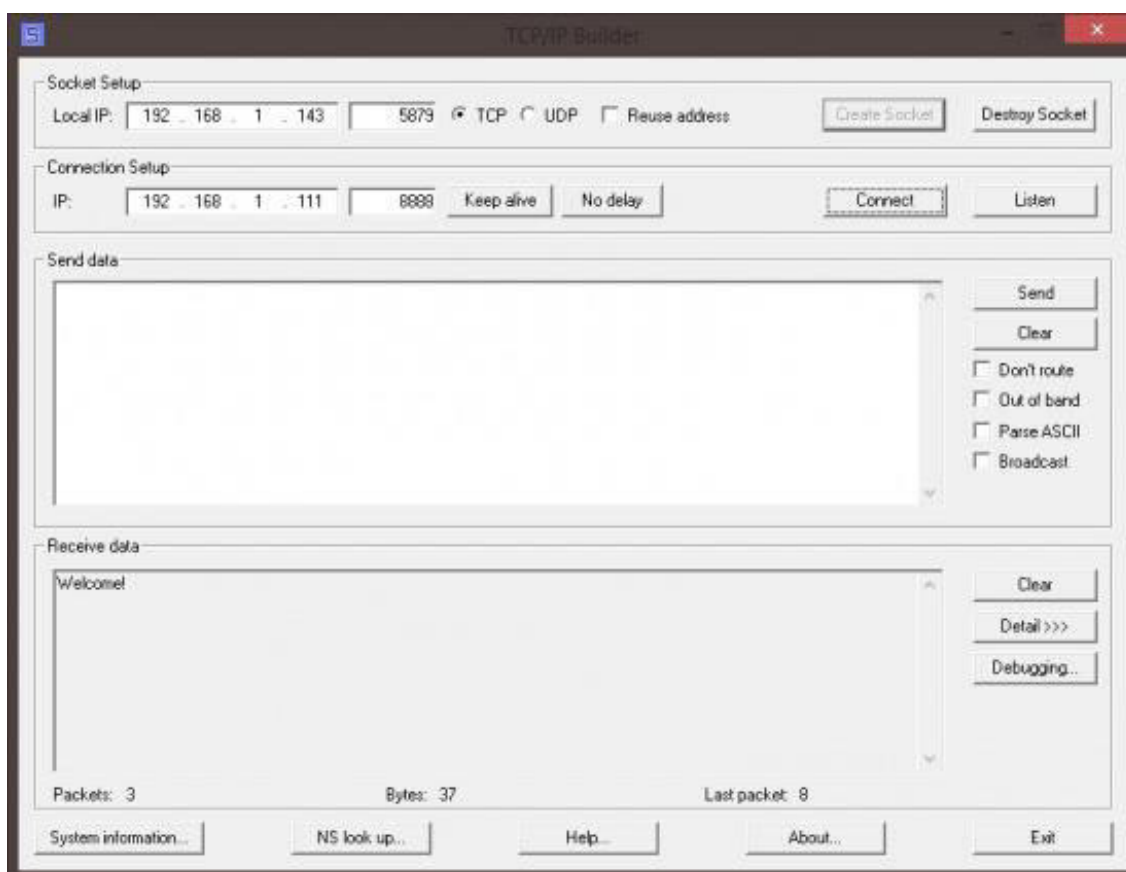 TCP/IP Builder
Socket Setup
Local IP: 192 . 168 . 1 . 143 5879 TCP UDP Reuse address Create Socket Destroy Socket
Connection Setup
IP: 192 . 168 . 1 . 111 8888 Keep alive No delay Connect Listen
Send data
Send
Clear
Don't route
Out of band
Parse ASCII
Broadcast
Receive data
Welcome!
Clear
Detail >>>
Debugging...
Packets: 3 Bytes: 37 Last packet: 8
System information... NS look up... Help... About... Exit